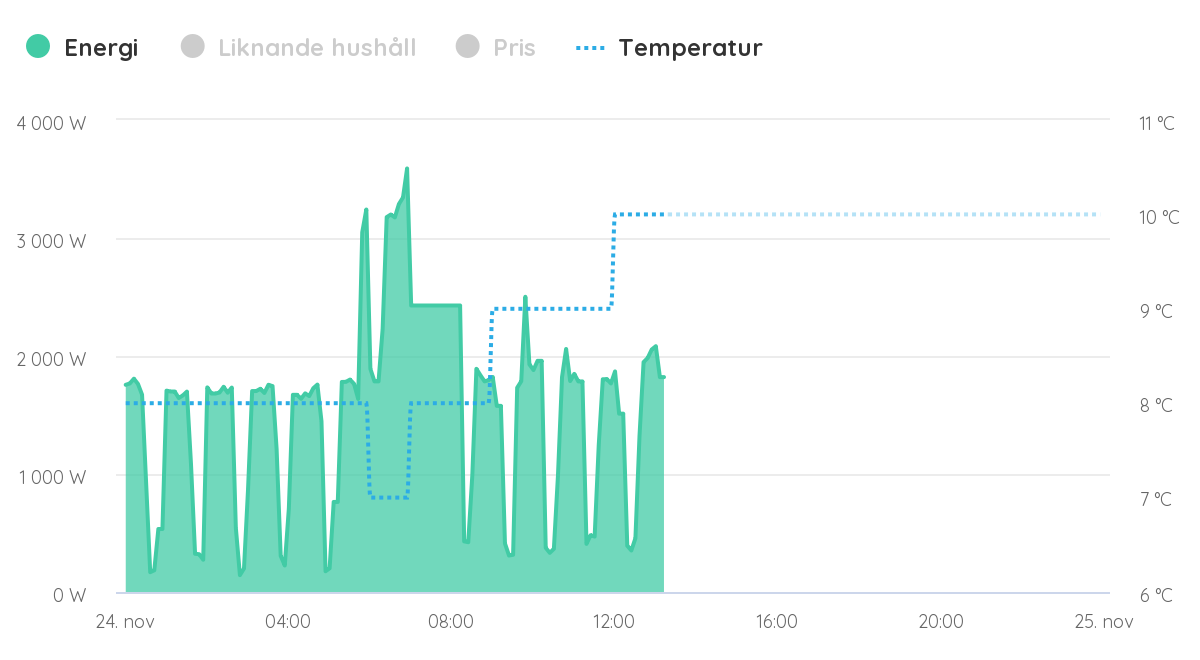 Energi Liknande hushåll Pris Temperatur
4 000 W 11 °C
3 000 W 10 °C
2 000 W 9 °C
8 °C
1 000 W 7 °C
0 W 6 °C
24. nov 04:00 08:00 12:00 16:00 20:00 25. nov